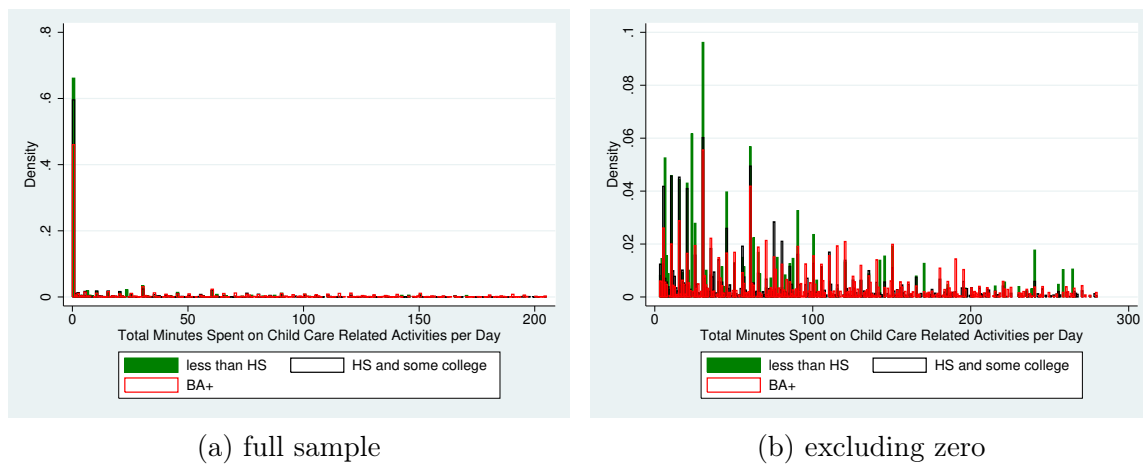 .8
.6
.4
.2
0
Density
0 50 100 150 200
Total Minutes Spent on Child Care Related Activities per Day
less than HS HS and some college
BA+
(a) full sample
.1
.08
.06
.04
.02
0
Density
0 100 200 300
Total Minutes Spent on Child Care Related Activities per Day
less than HS HS and some college
BA+
(b) excluding zero